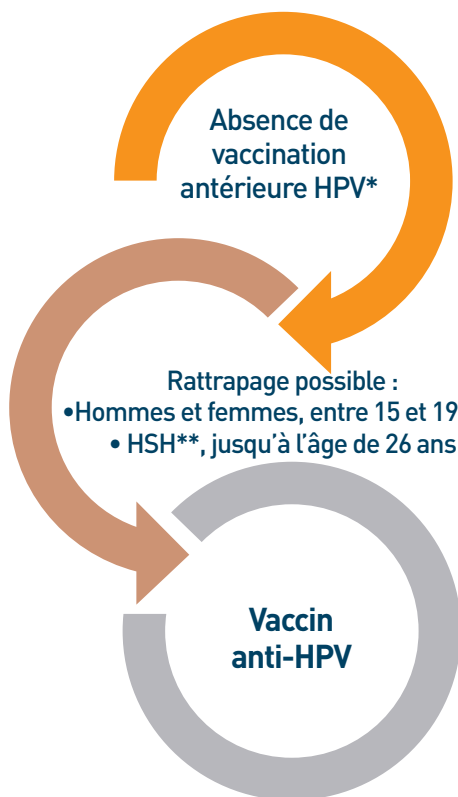 Absence de
vaccination
antérieure HPV*
Rattrapage possible :
•Hommes et femmes, entre 15 et 19
• HSH**, jusqu'à l'âge de 26 ans
Vaccin
anti-HPV